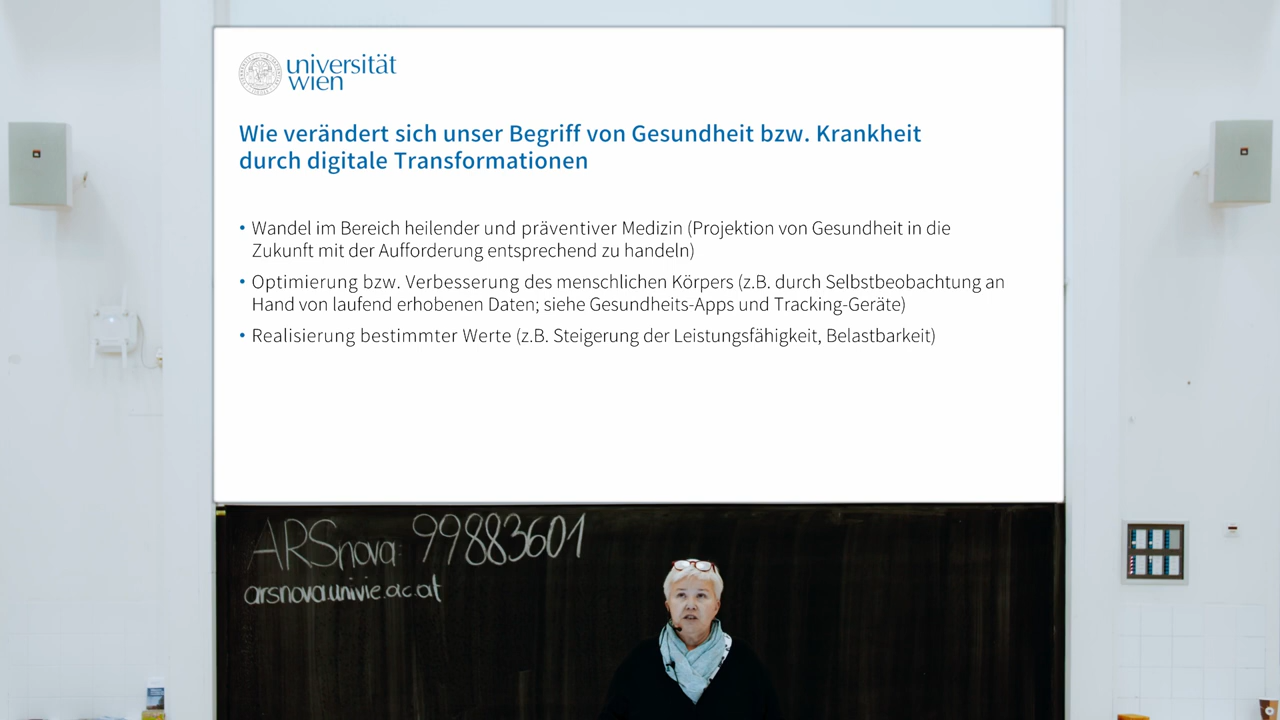 universität
wien
Wie verändert sich unser Begriff von Gesundheit bzw. Krankheit
durch digitale Transformationen
• Wandel im Bereich heilender und präventiver Medizin (Projektion von Gesundheit in die
Zukunft mit der Aufforderung entsprechend zu handeln)
• Optimierung bzw. Verbesserung des menschlichen Körpers (z.B. durch Selbstbeobachtung an
Hand von laufend erhobenen Daten; siehe Gesundheits-Apps und Tracking-Geräte)
• Realisierung bestimmter Werte (z.B. Steigerung der Leistungsfähigkeit, Belastbarkeit)
ARSnova: 99883601
arsnova.univie.ac.at